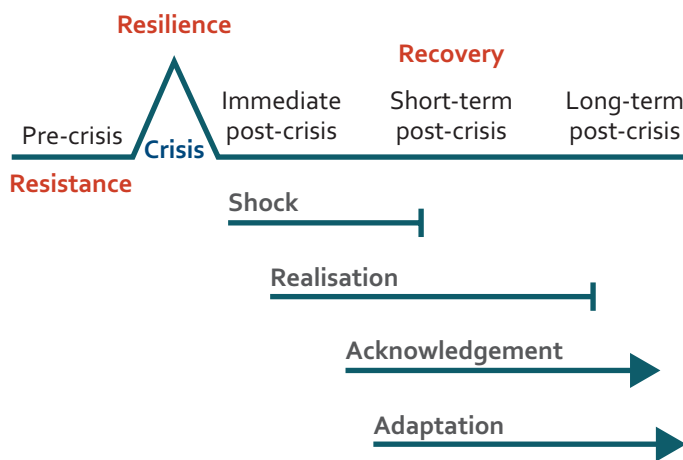 Resilience
Recovery
Immediate
post-crisis
Short-term
post-crisis
Long-term
post-crisis
Pre-crisis
Crisis
Resistance
Shock
Realisation
Acknowledgement
Adaptation